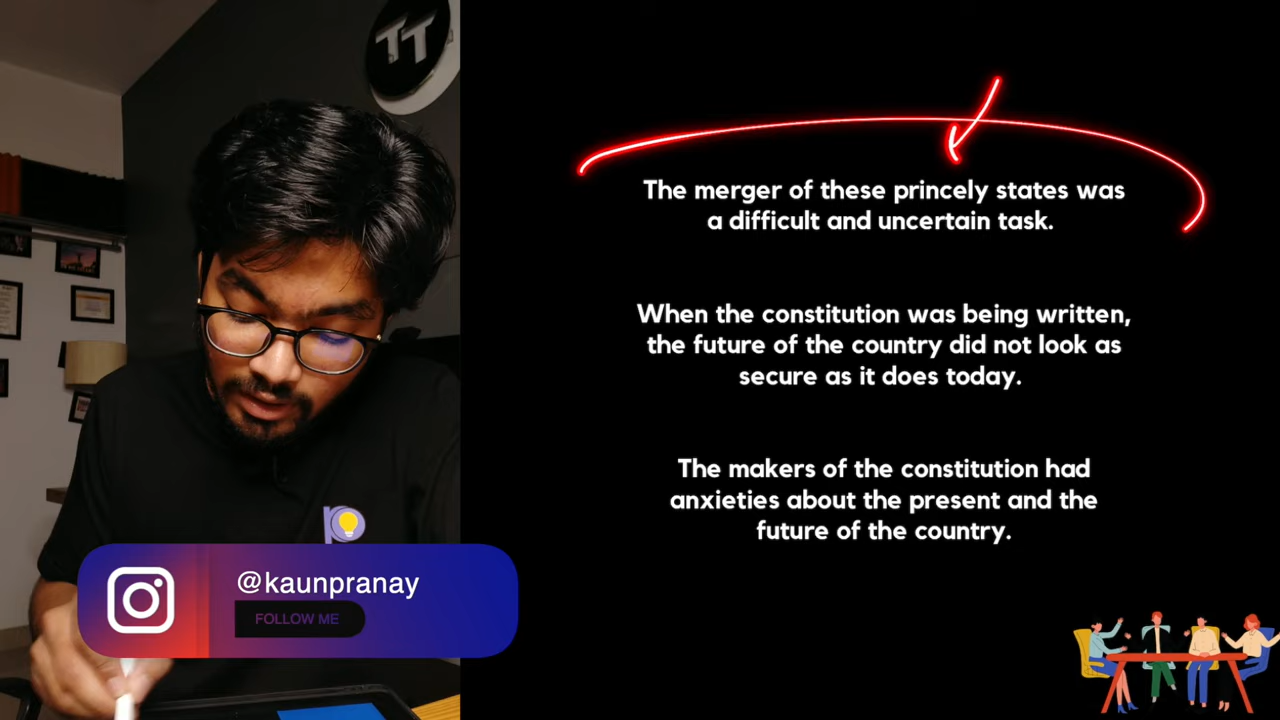 TT
The merger of these princely states was
a difficult and uncertain task.
When the constitution was being written,
the future of the country did not look as
secure as it does today.
The makers of the constitution had
anxieties about the present and the
future of the country.
@kaunpranay
FOLLOW ME